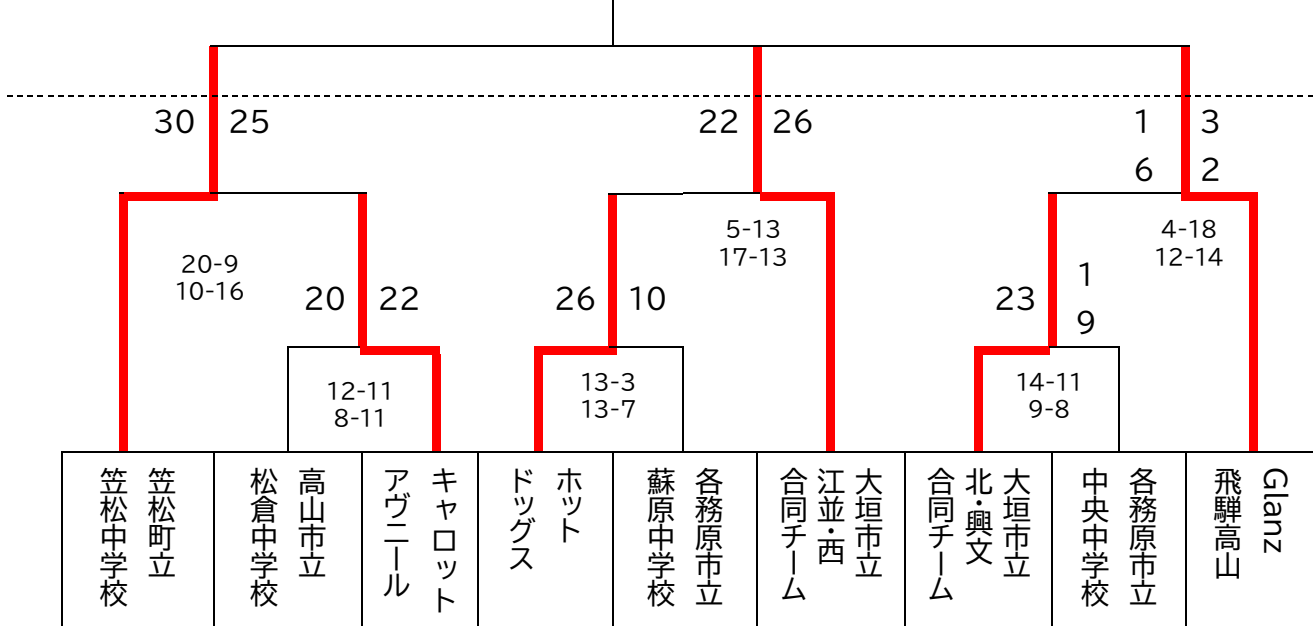 30 25
22 26
16 32
20-9
10-16
5-13
17-13
4-18
12-14
20 22
26 10
23 19
12-11
8-11
13-3
13-7
14-11
9-8
笠松町立
笠松中学校
高山市立
松倉中学校
キャロット
アヴニール
ホット
ドッグス
各務原市立
蘇原中学校
大垣市立
江並・西
合同チーム
大垣市立
北・興文
合同チーム
各務原市立
中央中学校
Glanz
飛騨高山